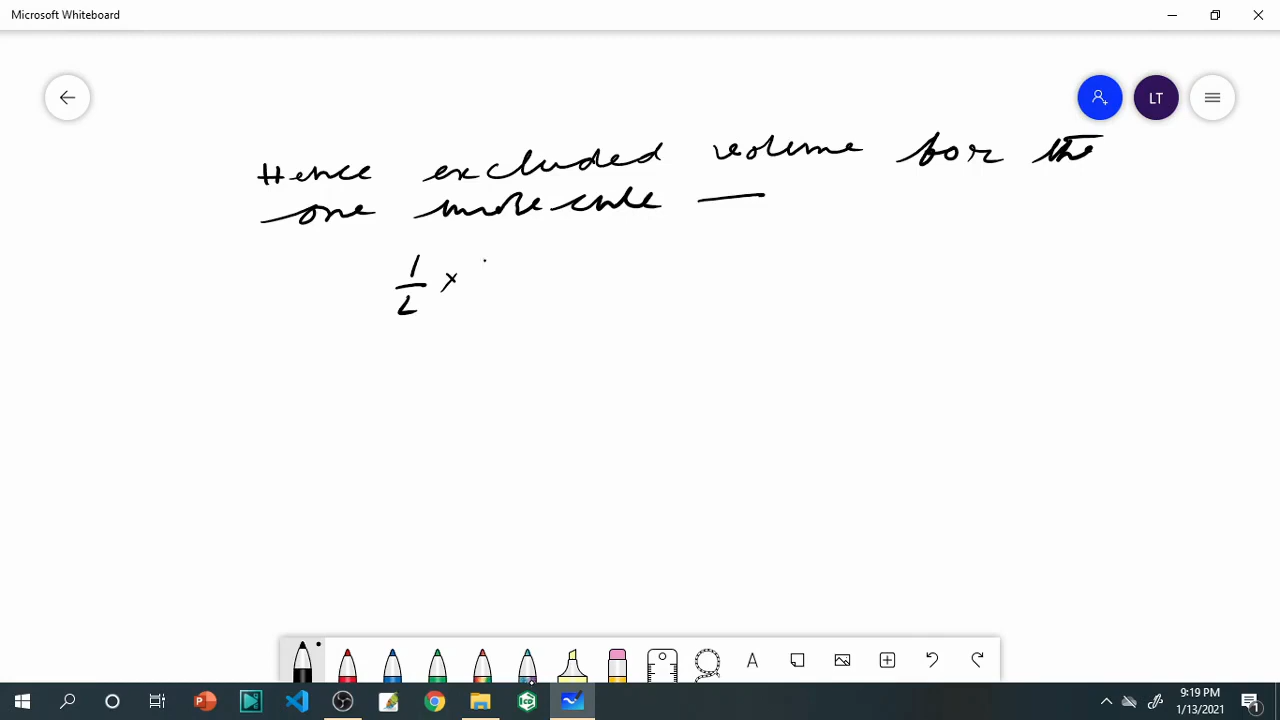 Microsoft Whiteboard
LT
Hence excluded volume for the
one molecule —
1/2 ×
A
9:19 PM
1/13/2021